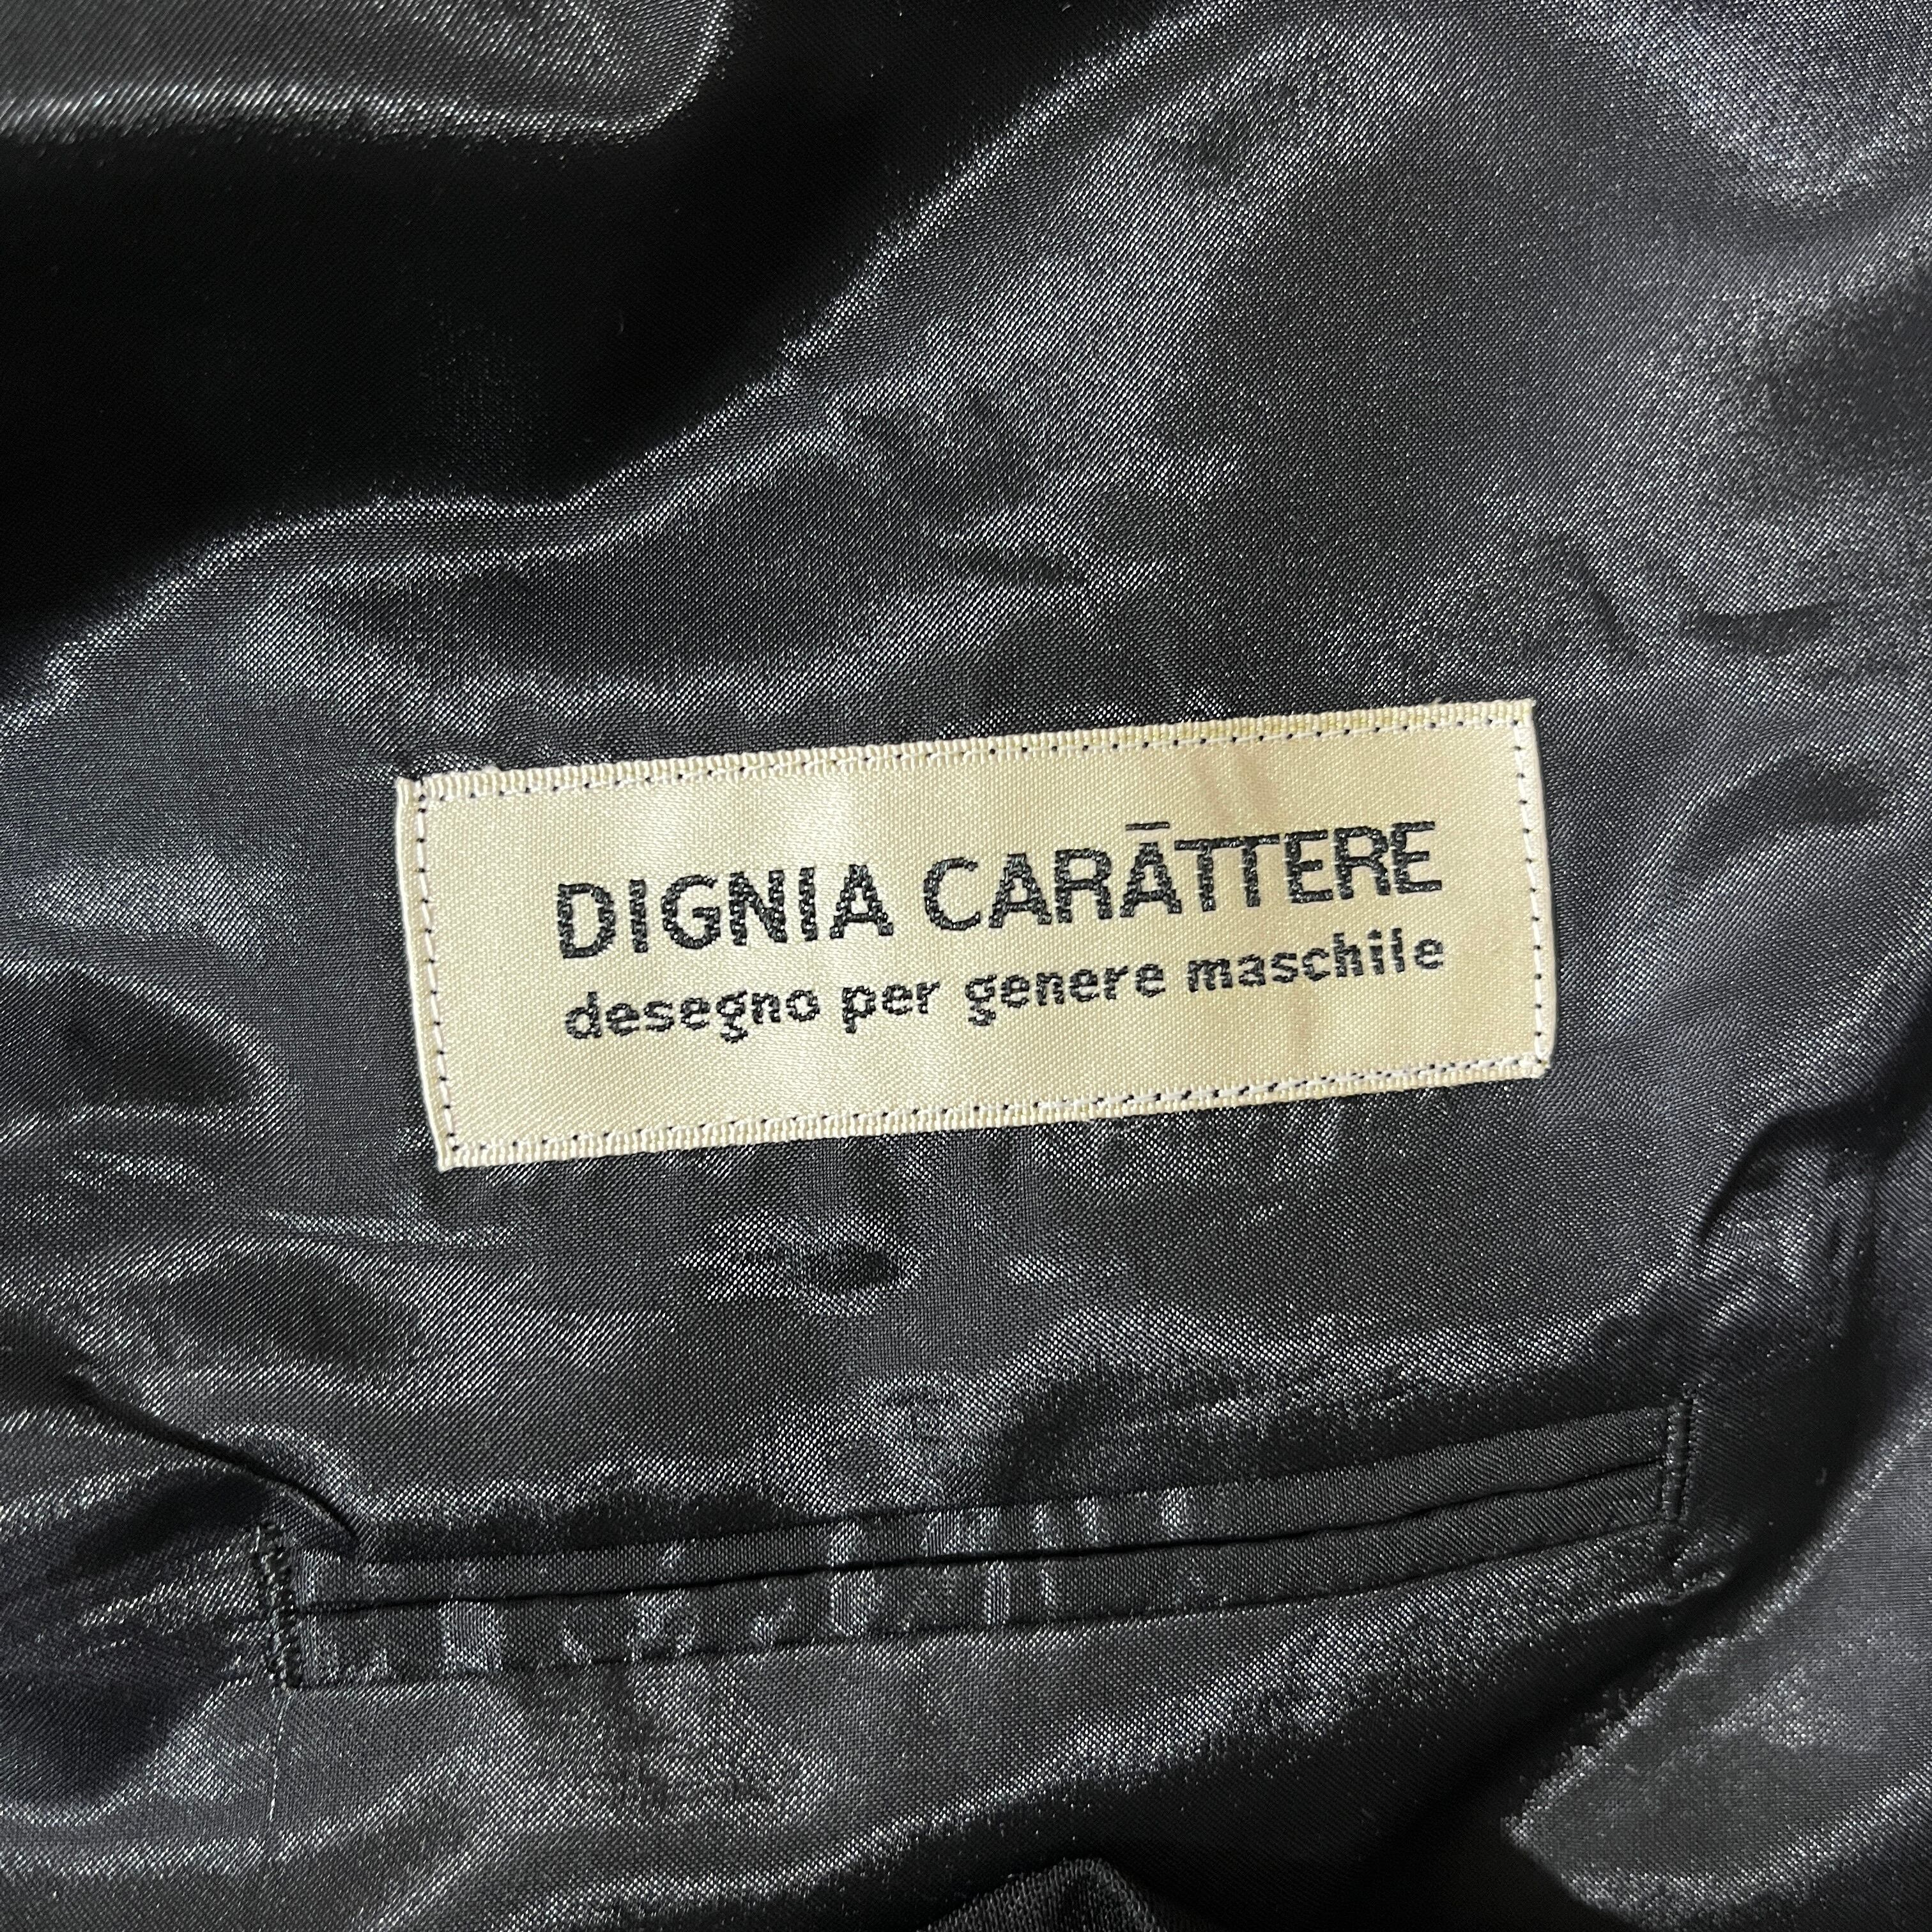 DIGNIA CARĀTTERE
desegno per genere maschile